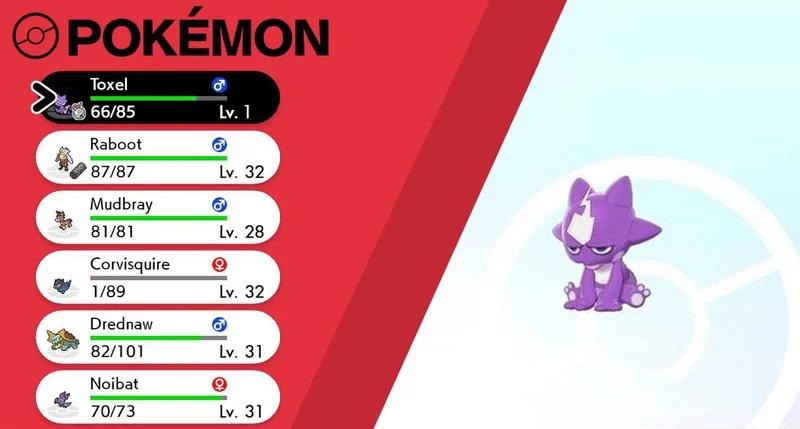 POKÉMON
Toxel ♂
66/85 Lv. 1
Raboot ♂
87/87 Lv. 32
Mudbray ♂
81/81 Lv. 28
Corvisquire ♀
1/89 Lv. 32
Drednaw ♂
82/101 Lv. 31
Noibat ♀
70/73 Lv. 31